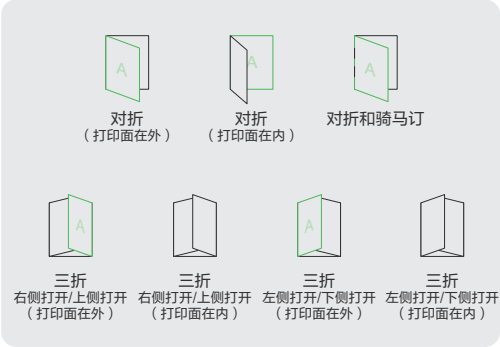 A A A
对折 对折 对折和骑马订
（打印面在外） （打印面在内）
A A
三折 三折 三折 三折
右侧打开/上侧打开 右侧打开/上侧打开 左侧打开/下侧打开 左侧打开/下侧打开
（打印面在外） （打印面在内） （打印面在外） （打印面在内）